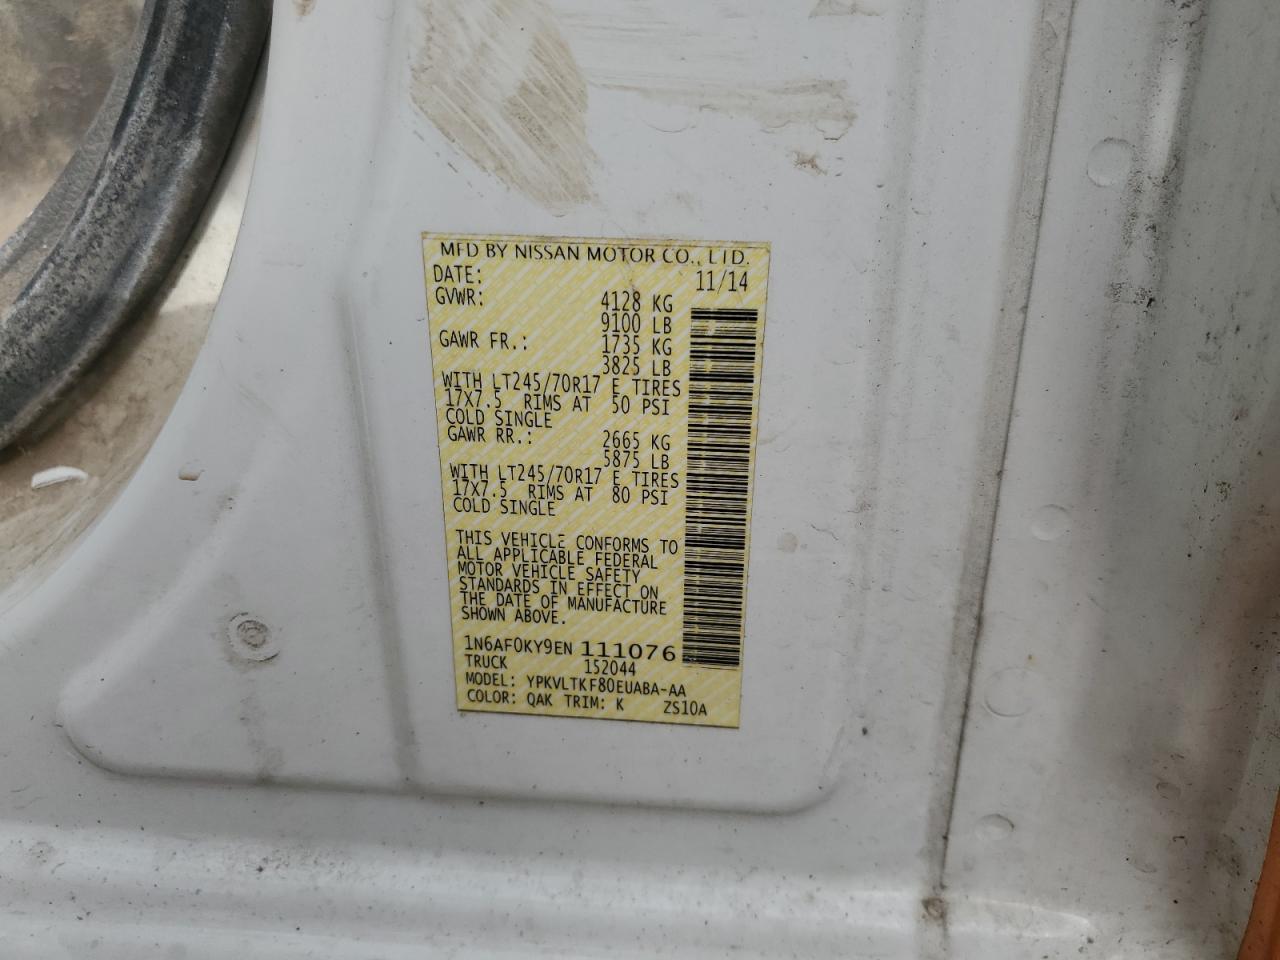 MFD BY NISSAN MOTOR CO., LTD.
DATE: 11/14
GVWR: 4128 KG
9100 LB
GAWR FR.: 1735 KG
3825 LB
WITH LT245/70R17 E TIRES
17X7.5 RIMS AT 50 PSI
COLD SINGLE
GAWR RR.: 2665 KG
5875 LB
WITH LT245/70R17 E TIRES
17X7.5 RIMS AT 80 PSI
COLD SINGLE
THIS VEHICLE CONFORMS TO
ALL APPLICABLE FEDERAL
MOTOR VEHICLE SAFETY
STANDARDS IN EFFECT ON
THE DATE OF MANUFACTURE
SHOWN ABOVE.
1N6AF0KY9EN 111076
TRUCK 152044
MODEL: YPKVLTKF80EUABA-AA
COLOR: QAK TRIM: K ZS10A